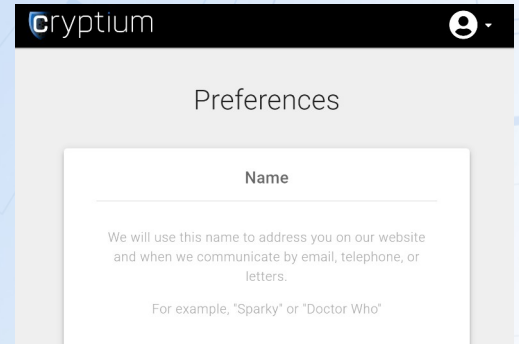 cryptium
Preferences
Name
We will use this name to address you on our website
and when we communicate by email, telephone, or
letters.
For example, "Sparky" or "Doctor Who"